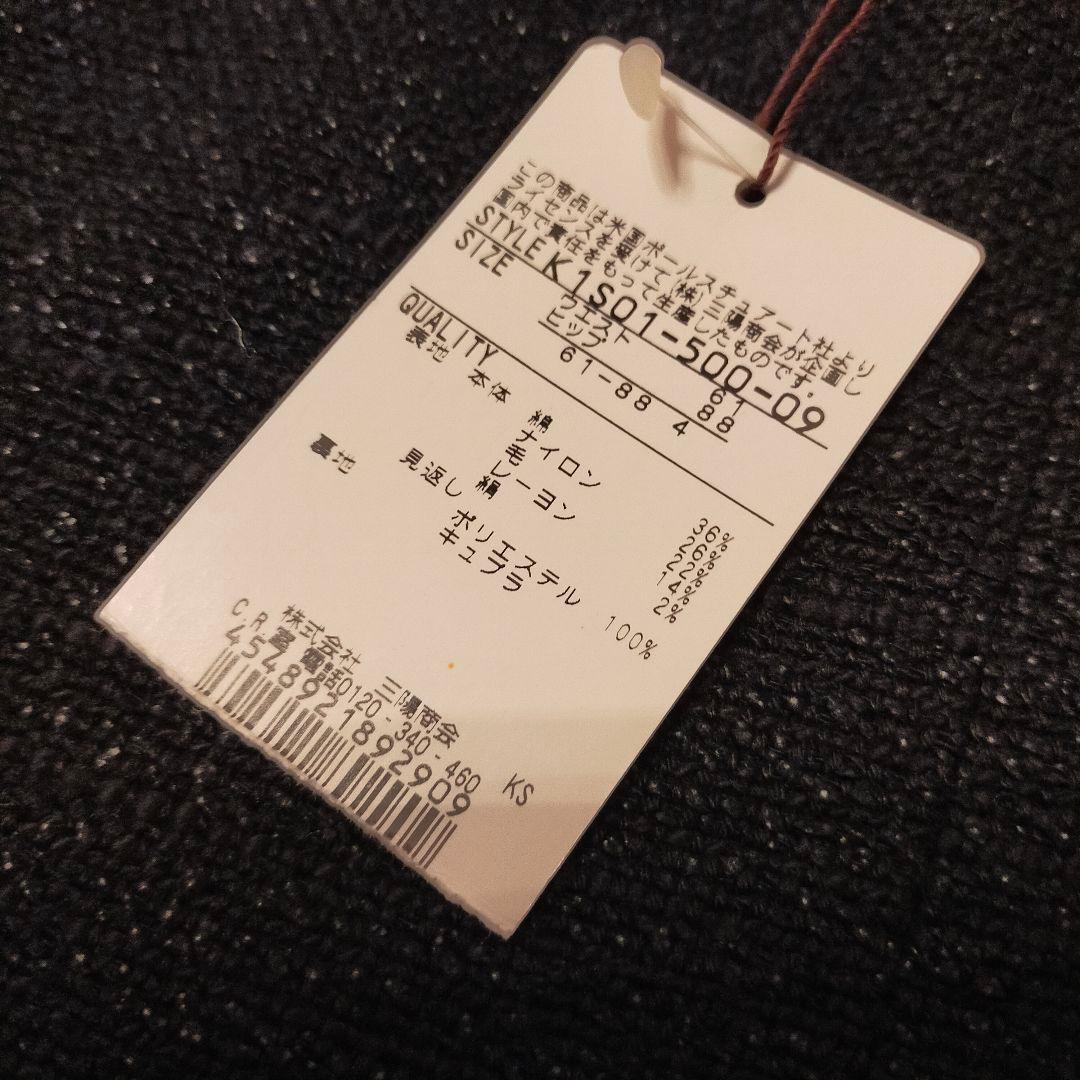 この商品は米国ポールスチュアート社より
ライセンスを受けて(株)三陽商会が企画し
国内で責任をもって生産したものです。
STYLE K1S01-500-09
SIZE ウエスト 61
ヒップ 88
61-88 4
QUALITY
表地 本体 綿 36%
ナイロン 26%
毛 22%
レーヨン 14%
絹 2%
見返し ポリエステル 100%
裏地 キュプラ
株式会社 三陽商会
C.R室 電話0120-340-460 KS
4548921892909